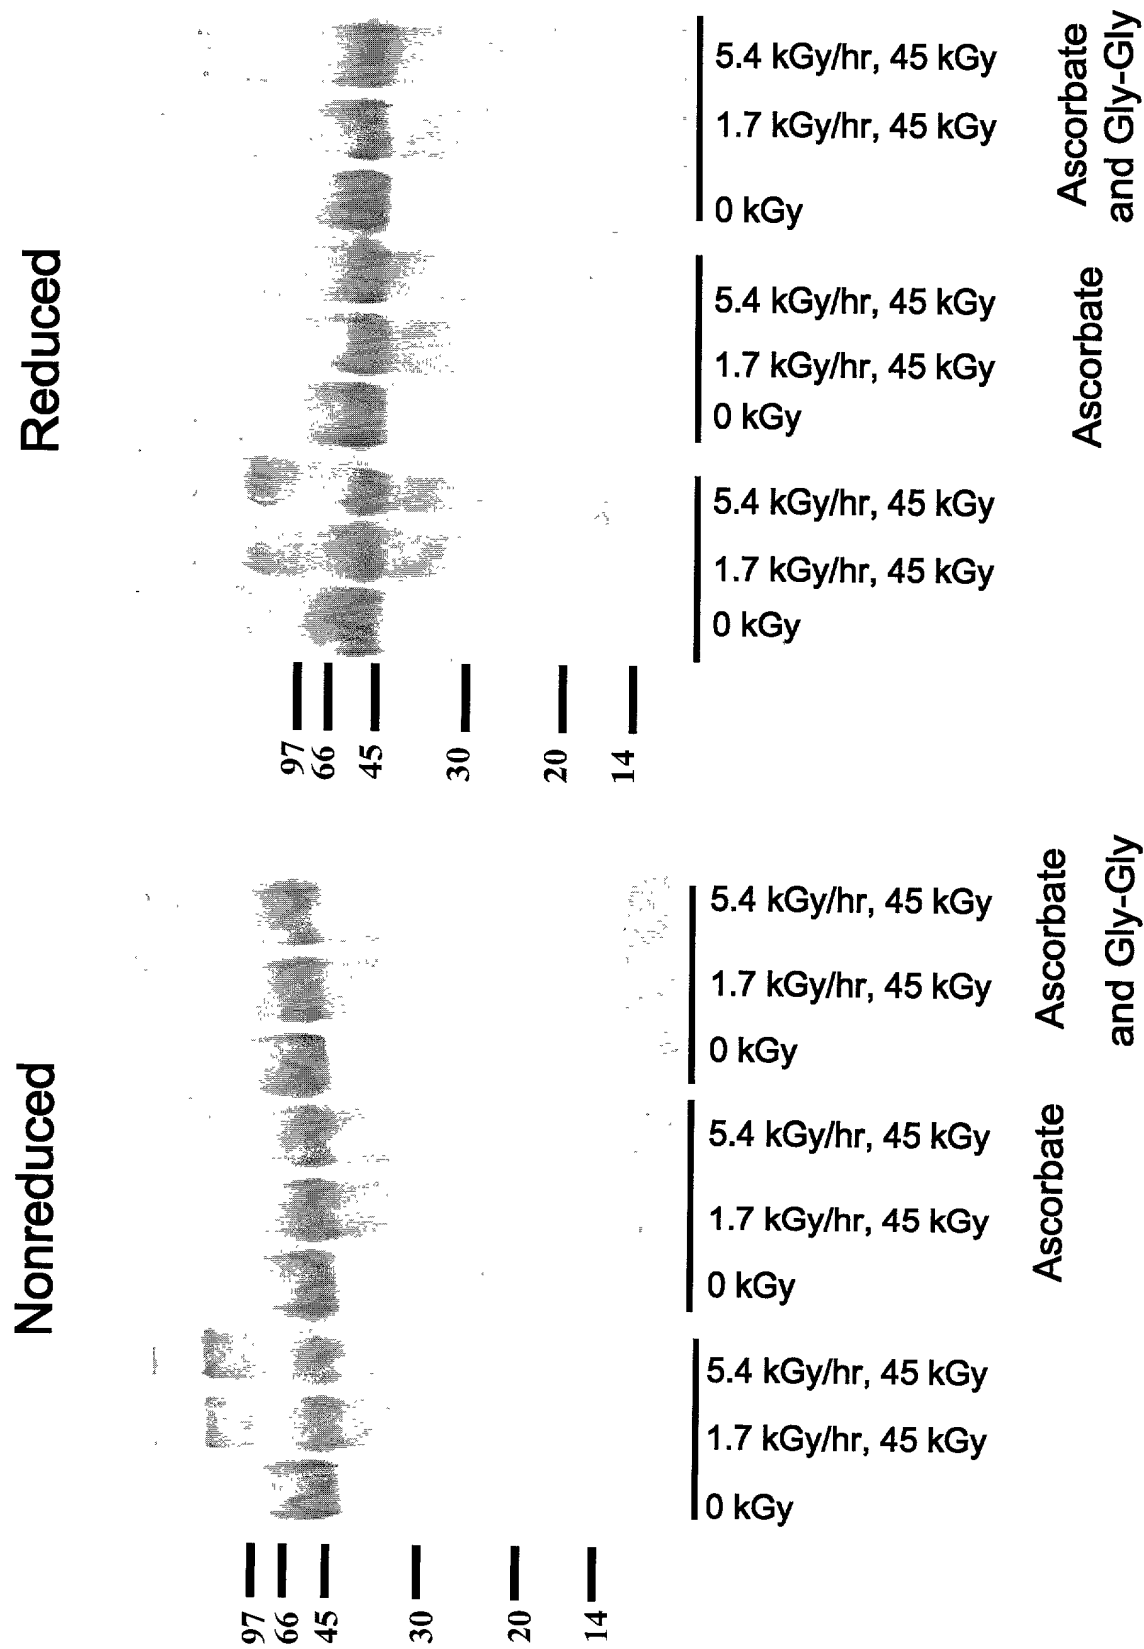 Nonreduced
97
66
45
30
20
14
0 kGy
1.7 kGy/hr, 45 kGy
5.4 kGy/hr, 45 kGy
0 kGy
1.7 kGy/hr, 45 kGy
5.4 kGy/hr, 45 kGy
Ascorbate
0 kGy
1.7 kGy/hr, 45 kGy
5.4 kGy/hr, 45 kGy
Ascorbate
and Gly-Gly
Reduced
97
66
45
30
20
14
0 kGy
1.7 kGy/hr, 45 kGy
5.4 kGy/hr, 45 kGy
0 kGy
1.7 kGy/hr, 45 kGy
5.4 kGy/hr, 45 kGy
Ascorbate
0 kGy
1.7 kGy/hr, 45 kGy
5.4 kGy/hr, 45 kGy
Ascorbate
and Gly-Gly